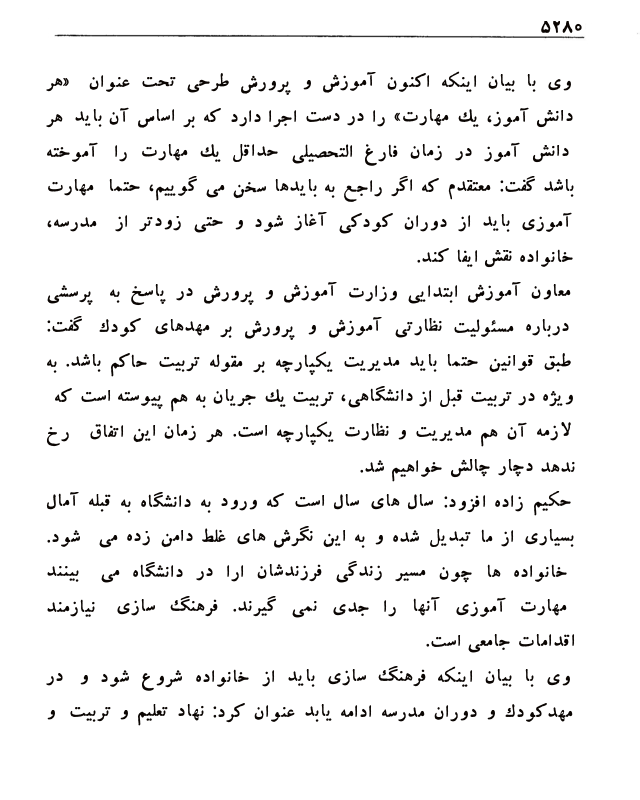 ۵۲۸۰
وی با بیان اینکه اکنون آموزش و پرورش طرحی تحت عنوان «هر
دانش آموز، یك مهارت» را در دست اجرا دارد که بر اساس آن باید هر
دانش آموز در زمان فارغ التحصیلی حداقل یك مهارت را آموخته
باشد گفت: معتقدم که اگر راجع به بایدها سخن می گوییم، حتما مهارت
آموزی باید از دوران کودکی آغاز شود و حتی زودتر از مدرسه،
خانواده نقش ایفا کند.
معاون آموزش ابتدایی وزارت آموزش و پرورش در پاسخ به پرسشی
درباره مسئولیت نظارتی آموزش و پرورش بر مهدهای کودك گفت:
طبق قوانین حتما باید مدیریت یکپارچه بر مقوله تربیت حاکم باشد. به
ویژه در تربیت قبل از دانشگاهی، تربیت یك جریان به هم پیوسته است که
لازمه آن هم مدیریت و نظارت یکپارچه است. هر زمان این اتفاق رخ
ندهد دچار چالش خواهیم شد.
حکیم زاده افزود: سال های سال است که ورود به دانشگاه به قبله آمال
بسیاری از ما تبدیل شده و به این نگرش های غلط دامن زده می شود.
خانواده ها چون مسیر زندگی فرزندشان ارا در دانشگاه می بینند
مهارت آموزی آنها را جدی نمی گیرند. فرهنگ سازی نیازمند
اقدامات جامعی است.
وی با بیان اینکه فرهنگ سازی باید از خانواده شروع شود و در
مهدکودك و دوران مدرسه ادامه یابد عنوان کرد: نهاد تعلیم و تربیت و